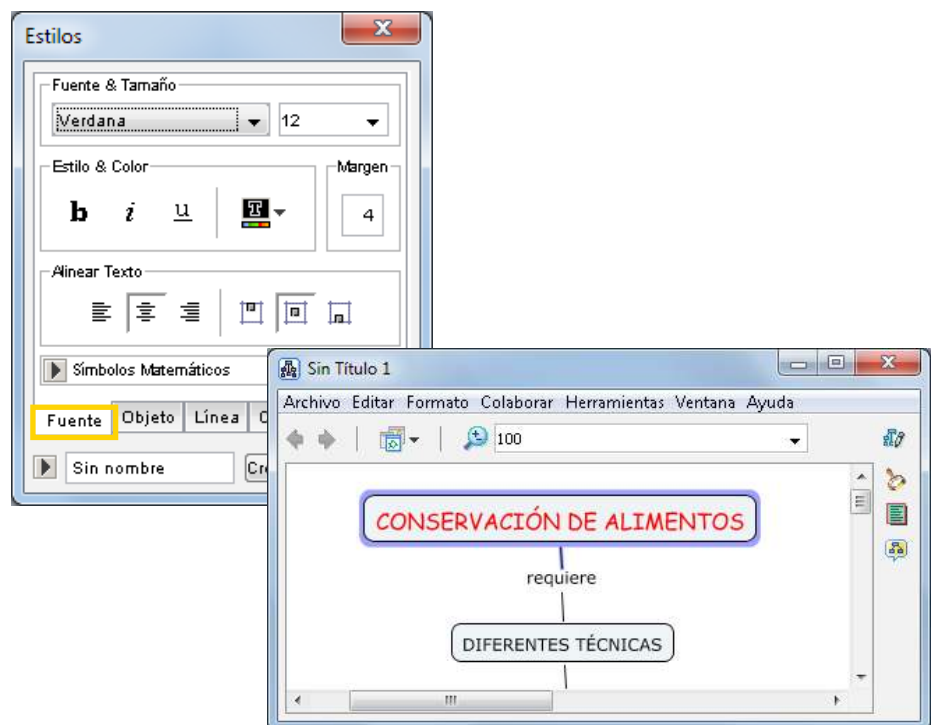 Estilos
Fuente & Tamaño
Verdana 12
Estilo & Color Margen
b i u T 4
Alinear Texto
Símbolos Matemáticos
Fuente Objeto Línea
Sin nombre
Sin Título 1
Archivo Editar Formato Colaborar Herramientas Ventana Ayuda
100
CONSERVACIÓN DE ALIMENTOS
requiere
DIFERENTES TÉCNICAS